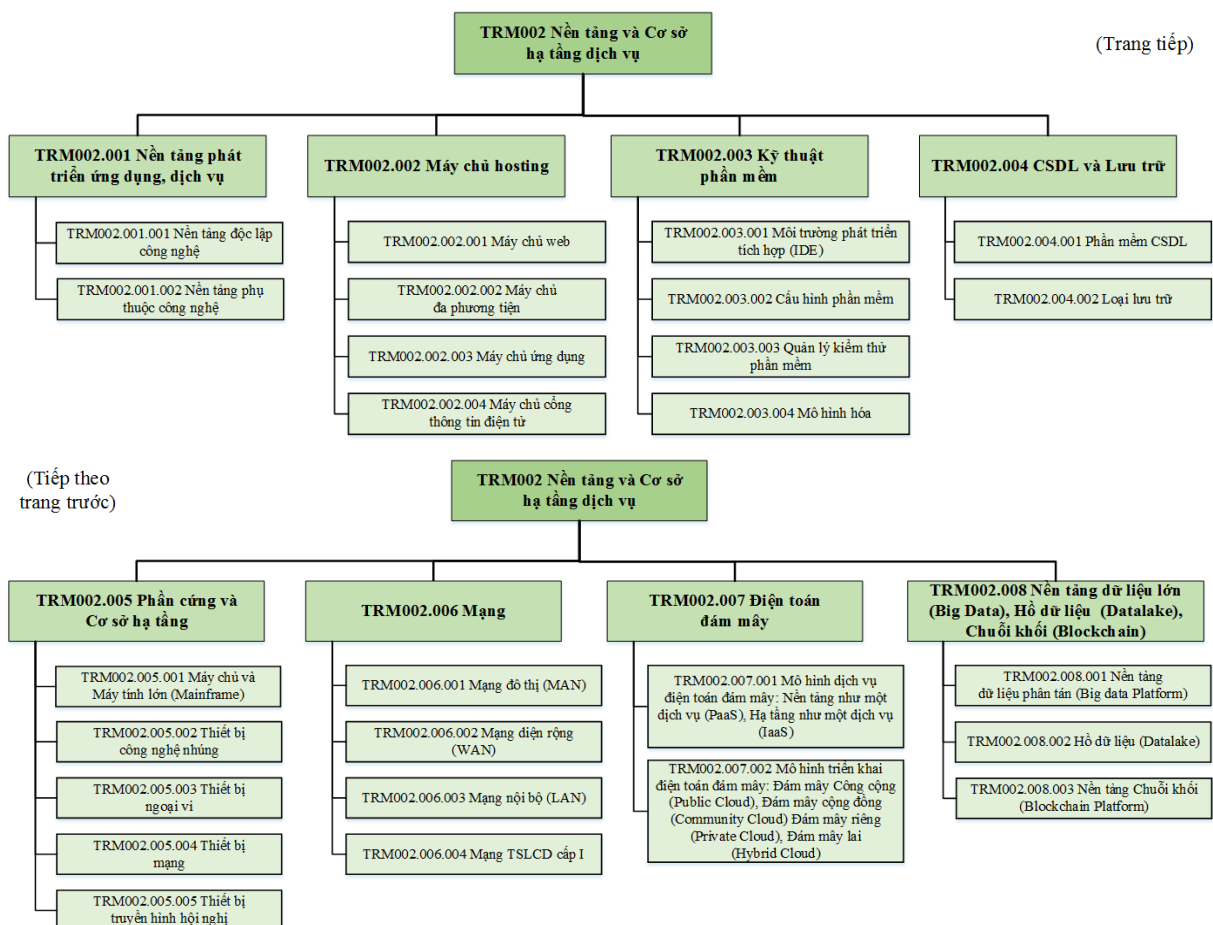 TRM002 Nền tảng và Cơ sở
hạ tầng dịch vụ
(Trang tiếp)
TRM002.001 Nền tảng phát
triển ứng dụng, dịch vụ
TRM002.002 Máy chủ hosting
TRM002.003 Kỹ thuật
phần mềm
TRM002.004 CSDL và Lưu trữ
TRM002.001.001 Nền tảng độc lập
công nghệ
TRM002.001.002 Nền tảng phụ
thuộc công nghệ
TRM002.002.001 Máy chủ web
TRM002.002.002 Máy chủ
đa phương tiện
TRM002.002.003 Máy chủ ứng dụng
TRM002.002.004 Máy chủ cổng
thông tin điện tử
TRM002.003.001 Môi trường phát triển
tích hợp (IDE)
TRM002.003.002 Cấu hình phần mềm
TRM002.003.003 Quản lý kiểm thử
phần mềm
TRM002.003.004 Mô hình hóa
TRM002.004.001 Phần mềm CSDL
TRM002.004.002 Loại lưu trữ
(Tiếp theo
trang trước)
TRM002 Nền tảng và Cơ sở
hạ tầng dịch vụ
TRM002.005 Phần cứng và
Cơ sở hạ tầng
TRM002.006 Mạng
TRM002.007 Điện toán
đám mây
TRM002.008 Nền tảng dữ liệu lớn
(Big Data), Hồ dữ liệu (Datalake),
Chuỗi khối (Blockchain)
TRM002.005.001 Máy chủ và
Máy tính lớn (Mainframe)
TRM002.005.002 Thiết bị
công nghệ nhúng
TRM002.005.003 Thiết bị
ngoại vi
TRM002.005.004 Thiết bị
mạng
TRM002.005.005 Thiết bị
truyền hình hội nghị
TRM002.006.001 Mạng đô thị (MAN)
TRM002.006.002 Mạng diện rộng
(WAN)
TRM002.006.003 Mạng nội bộ (LAN)
TRM002.006.004 Mạng TSLCD cấp I
TRM002.007.001 Mô hình dịch vụ
điện toán đám mây: Nền tảng như một
dịch vụ (PaaS), Hạ tầng như một dịch vụ
(IaaS)
TRM002.007.002 Mô hình triển khai
điện toán đám mây: Đám mây Công cộng
(Public Cloud), Đám mây cộng đồng
(Community Cloud) Đám mây riêng
(Private Cloud), Đám mây lai
(Hybrid Cloud)
TRM002.008.001 Nền tảng
dữ liệu phân tán (Big data Platform)
TRM002.008.002 Hồ dữ liệu (Datalake)
TRM002.008.003 Nền tảng Chuỗi khối
(Blockchain Platform)